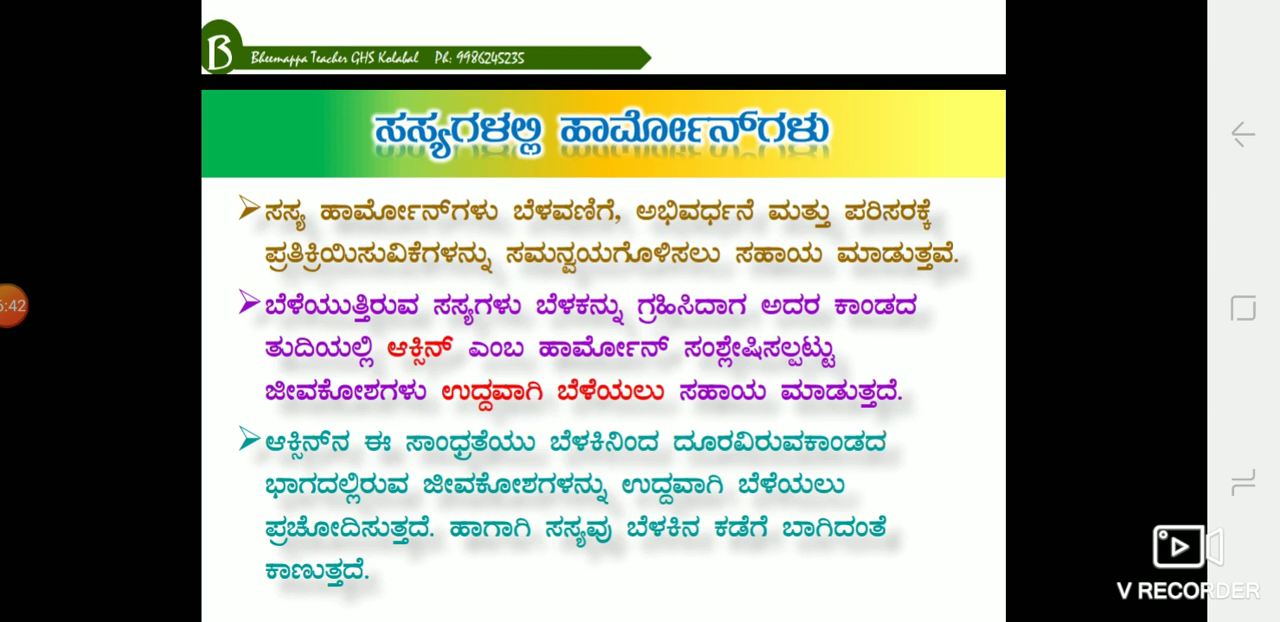 B
Bheemappa Teacher GHS Kolabal Ph: 9986245235
ಸಸ್ಯಗಳಲ್ಲಿ ಹಾರ್ಮೋನ್‌ಗಳು
ಸಸ್ಯ ಹಾರ್ಮೋನ್‌ಗಳು ಬೆಳವಣಿಗೆ, ಅಭಿವರ್ಧನೆ ಮತ್ತು ಪರಿಸರಕ್ಕೆ
ಪ್ರತಿಕ್ರಿಯಿಸುವಿಕೆಗಳನ್ನು ಸಮನ್ವಯಗೊಳಿಸಲು ಸಹಾಯ ಮಾಡುತ್ತವೆ.
ಬೆಳೆಯುತ್ತಿರುವ ಸಸ್ಯಗಳು ಬೆಳಕನ್ನು ಗ್ರಹಿಸಿದಾಗ ಅದರ ಕಾಂಡದ
ತುದಿಯಲ್ಲಿ ಆಕ್ಸಿನ್ ಎಂಬ ಹಾರ್ಮೋನ್ ಸಂಶ್ಲೇಷಿಸಲ್ಪಟ್ಟು
6:42
ಜೀವಕೋಶಗಳು ಉದ್ದವಾಗಿ ಬೆಳೆಯಲು ಸಹಾಯ ಮಾಡುತ್ತದೆ.
ಆಕ್ಸಿನ್‌ನ ಈ ಸಾಂಧ್ರತೆಯು ಬೆಳಕಿನಿಂದ ದೂರವಿರುವಕಾಂಡದ
ಭಾಗದಲ್ಲಿರುವ ಜೀವಕೋಶಗಳನ್ನು ಉದ್ದವಾಗಿ ಬೆಳೆಯಲು
ಪ್ರಚೋದಿಸುತ್ತದೆ. ಹಾಗಾಗಿ ಸಸ್ಯವು ಬೆಳಕಿನ ಕಡೆಗೆ ಬಾಗಿದಂತೆ
ಕಾಣುತ್ತದೆ.
V RECORDER